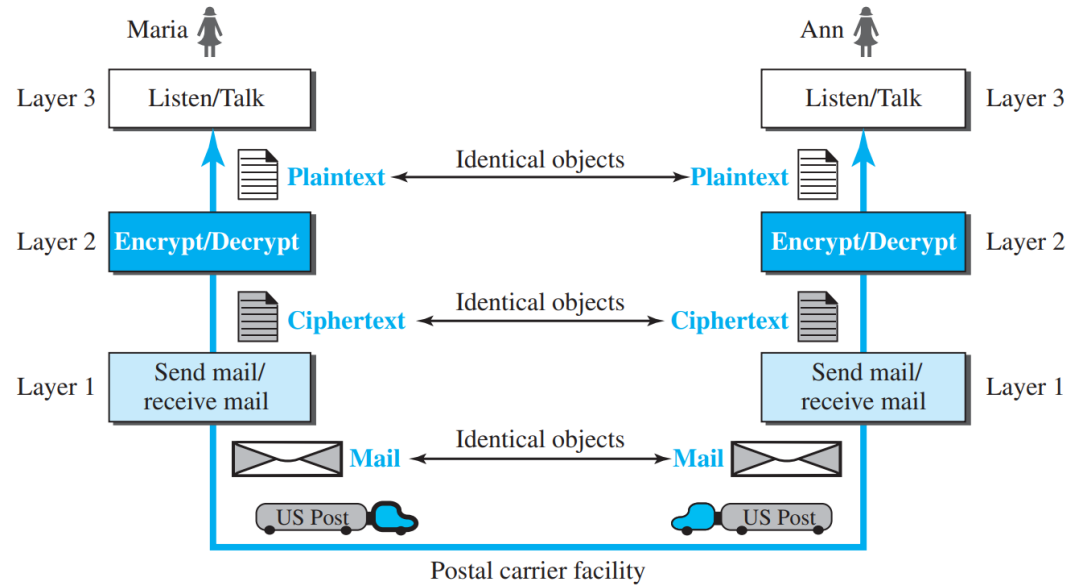 Maria
Ann
Layer 3
Listen/Talk
Listen/Talk
Layer 3
Identical objects
Plaintext
Plaintext
Layer 2
Encrypt/Decrypt
Encrypt/Decrypt
Layer 2
Identical objects
Ciphertext
Ciphertext
Layer 1
Send mail/
receive mail
Send mail/
receive mail
Layer 1
Identical objects
Mail
Mail
US Post
US Post
Postal carrier facility